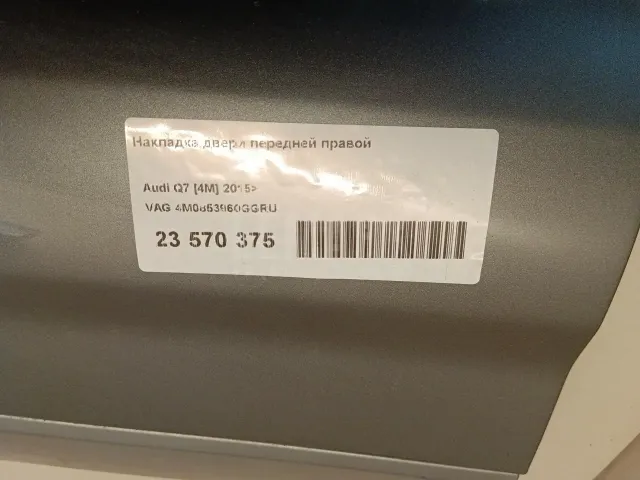 Накладка двери передней правой
Audi Q7 [4M] 2015>
VAG 4M0853960GGRU
23 570 375